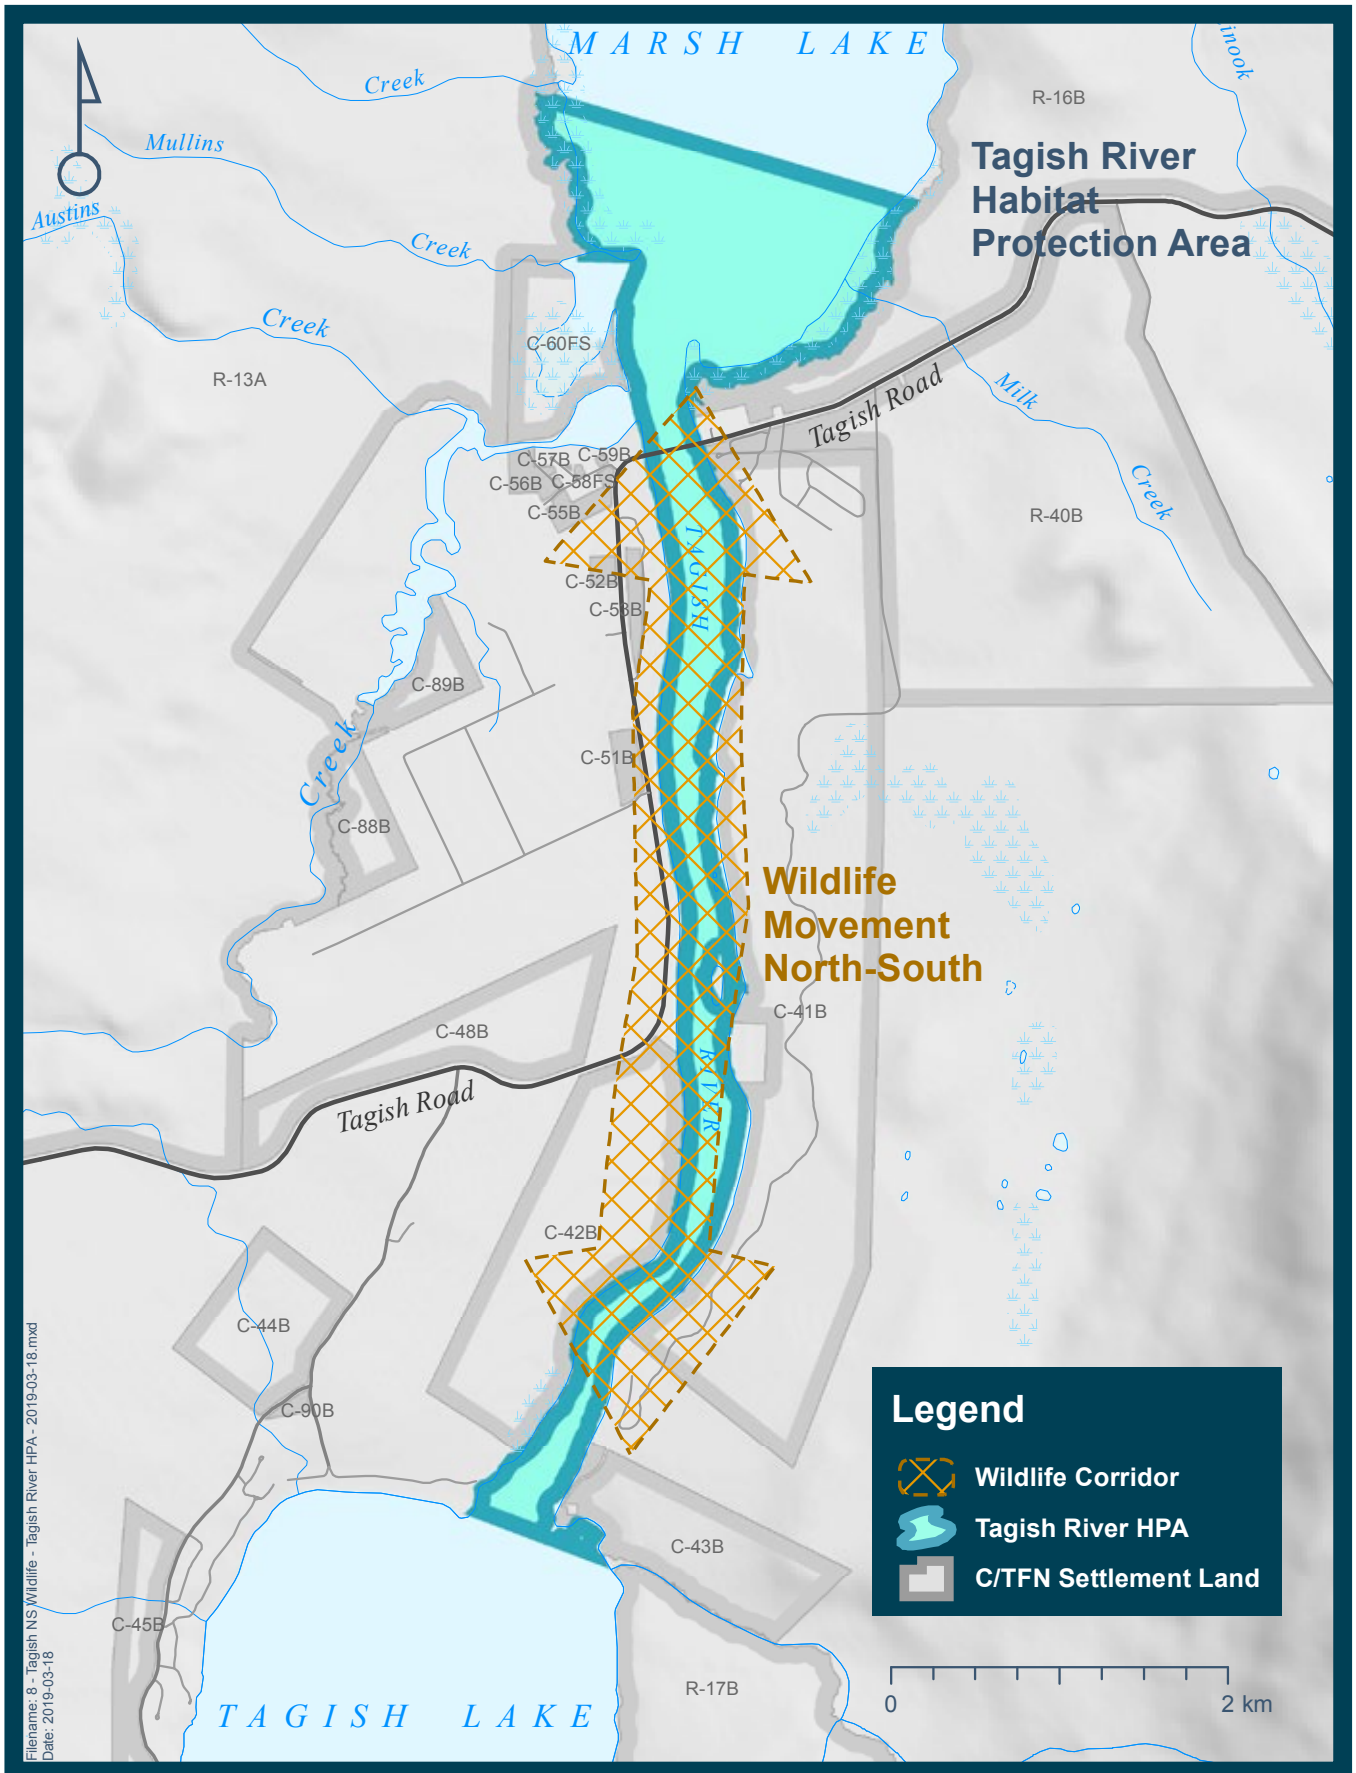 MARSH LAKE
inook
Creek
R-16B
Mullins
Tagish River
Habitat
Protection Area
Austins
Creek
Creek
C-60FS
R-13A
Milk
Tagish Road
C-59B
C-57B
C-56B
C-58FS
Creek
C-55B
R-40B
TAGISH
C-52B
C-53B
C-89B
Creek
C-51B
C-88B
Wildlife
Movement
North-South
C-41B
C-48B
RIVER
Tagish Road
C-42B
C-44B
C-90B
Legend
Wildlife Corridor
Tagish River HPA
C/TFN Settlement Land
C-43B
C-45B
R-17B
0 2 km
TAGISH LAKE
Filename: 8 - Tagish NS Wildlife - Tagish River HPA - 2019-03-18.mxd
Date: 2019-03-18